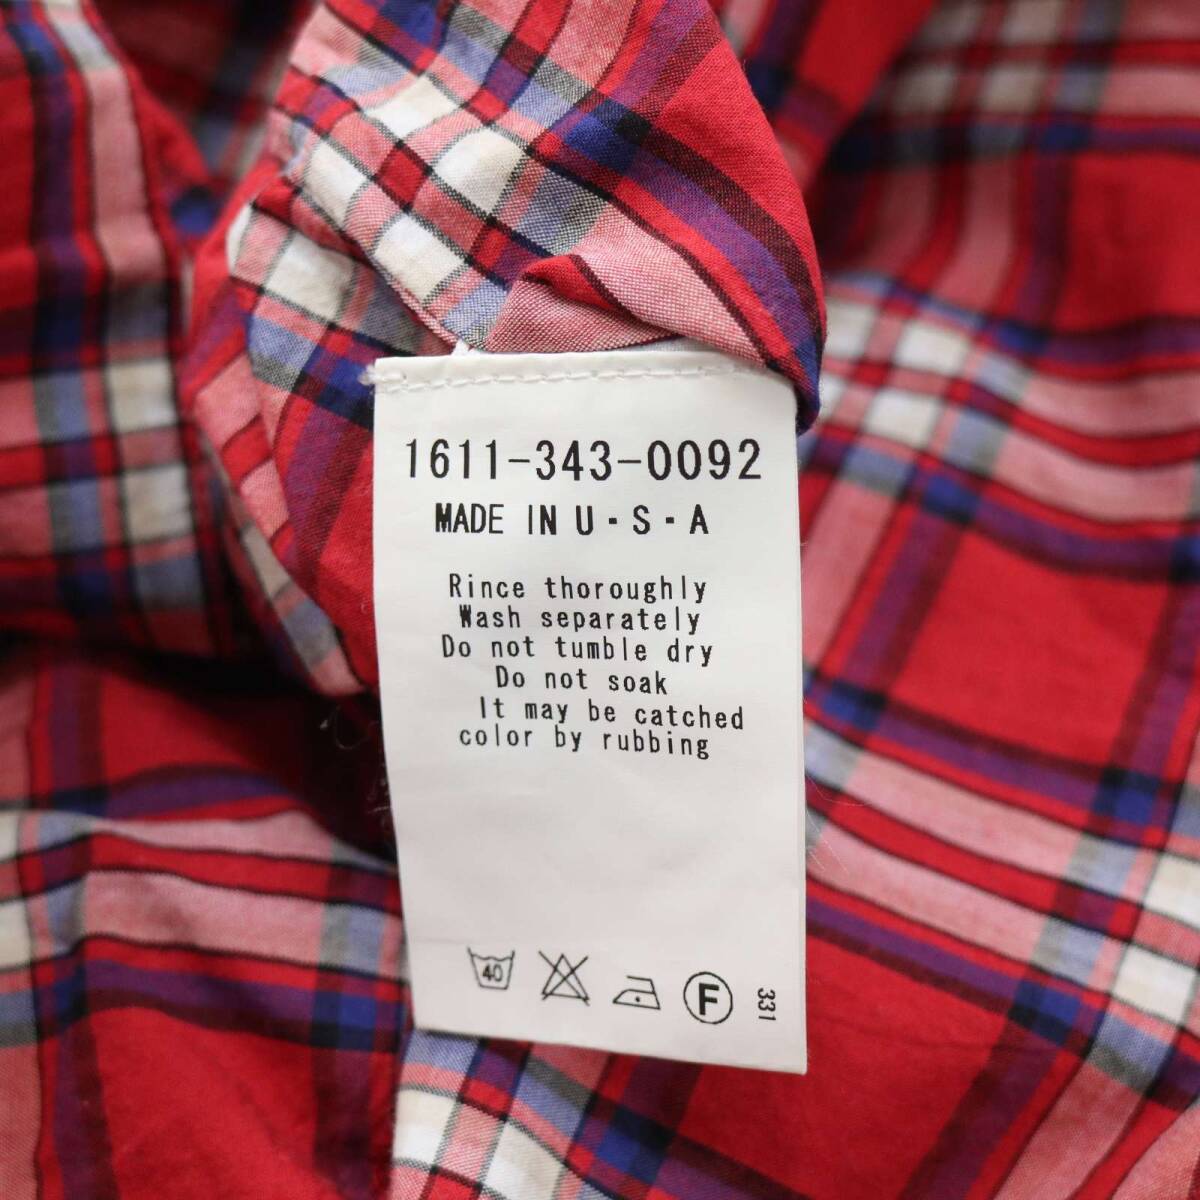 1611-343-0092
MADE IN U・S・A
Rince thoroughly
Wash separately
Do not tumble dry
Do not soak
It may be catched
color by rubbing
40
F
331